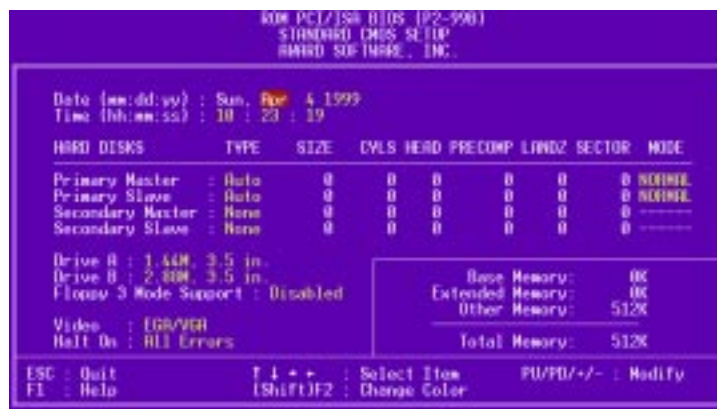 ROM PCI/ISA BIOS (P2-99B)
STANDARD CMOS SETUP
AWARD SOFTWARE, INC.
Date (mm:dd:yy) : Sun, Apr 4 1999
Time (hh:mm:ss) : 10 : 23 : 19
HARD DISKS TYPE SIZE CYLS HEAD PRECOMP LANDZ SECTOR MODE
Primary Master : Auto 0 0 0 0 0 0 NORMAL
Primary Slave : Auto 0 0 0 0 0 0 NORMAL
Secondary Master : None 0 0 0 0 0 0 ------
Secondary Slave : None 0 0 0 0 0 0 ------
Drive A : 1.44M, 3.5 in.
Drive B : 2.88M, 3.5 in.
Floppy 3 Mode Support : Disabled
Video : EGA/VGA
Halt On : All Errors
Base Memory: 0K
Extended Memory: 0K
Other Memory: 512K
Total Memory: 512K
ESC : Quit ↑ ↓ → ← : Select Item PU/PD/+/- : Modify
F1 : Help (Shift)F2 : Change Color